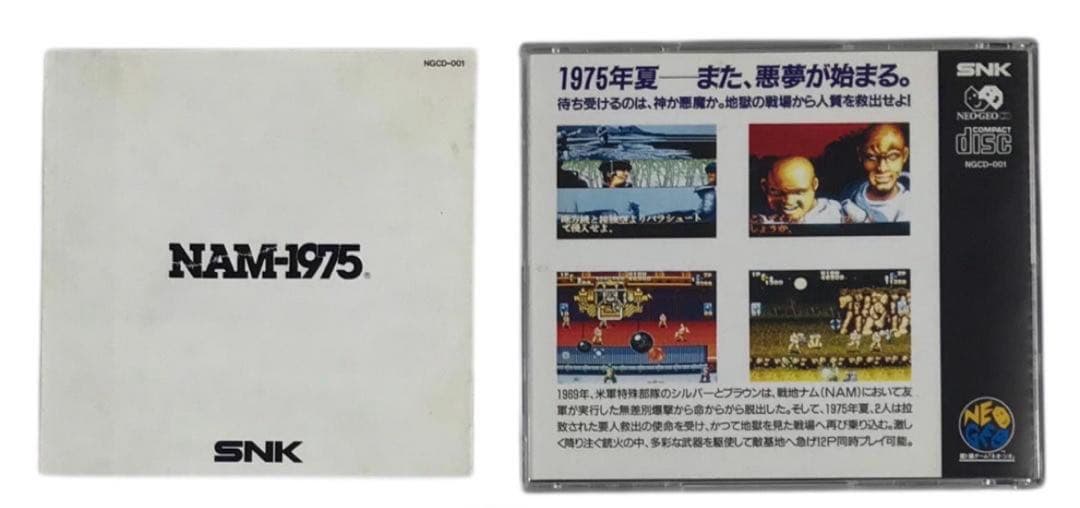 NGCD-001
NAM-1975®
SNK
1975年夏——また、悪夢が始まる。
待ち受けるのは、神か悪魔か。地獄の戦場から人質を救出せよ!
て侵入せよ。
しょうか。
1969年、米軍特殊部隊のシルバーとブラウンは、戦地ナム(NAM)において友
軍が実行した無差別爆撃から命からがら脱出した。そして、1975年夏、2人は拉
致された要人救出の使命を受け、かつて地獄を見た戦場へ再び乗り込む。激し
く降り注ぐ銃火の中、多彩な武器を駆使して敵基地へ急げ!2P同時プレイ可能。
SNK
NEO・GEO CD
COMPACT
disc
NGCD-001
NEO
GEO